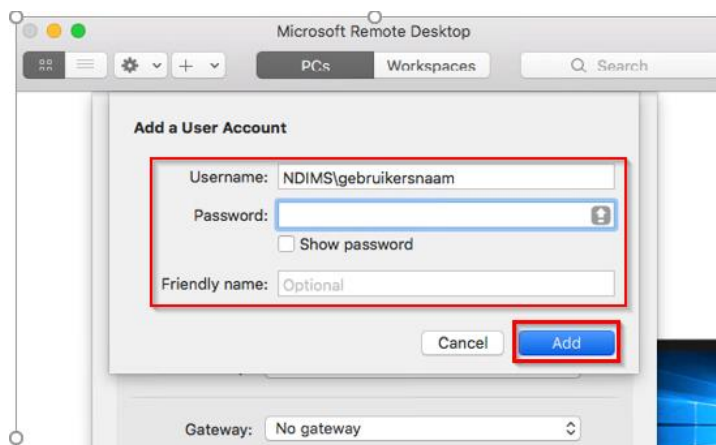 Microsoft Remote Desktop
PCs Workspaces Search
Add a User Account
Username: NDIMS\gebruikersnaam
Password:
Show password
Friendly name: Optional
Cancel Add
Gateway: No gateway